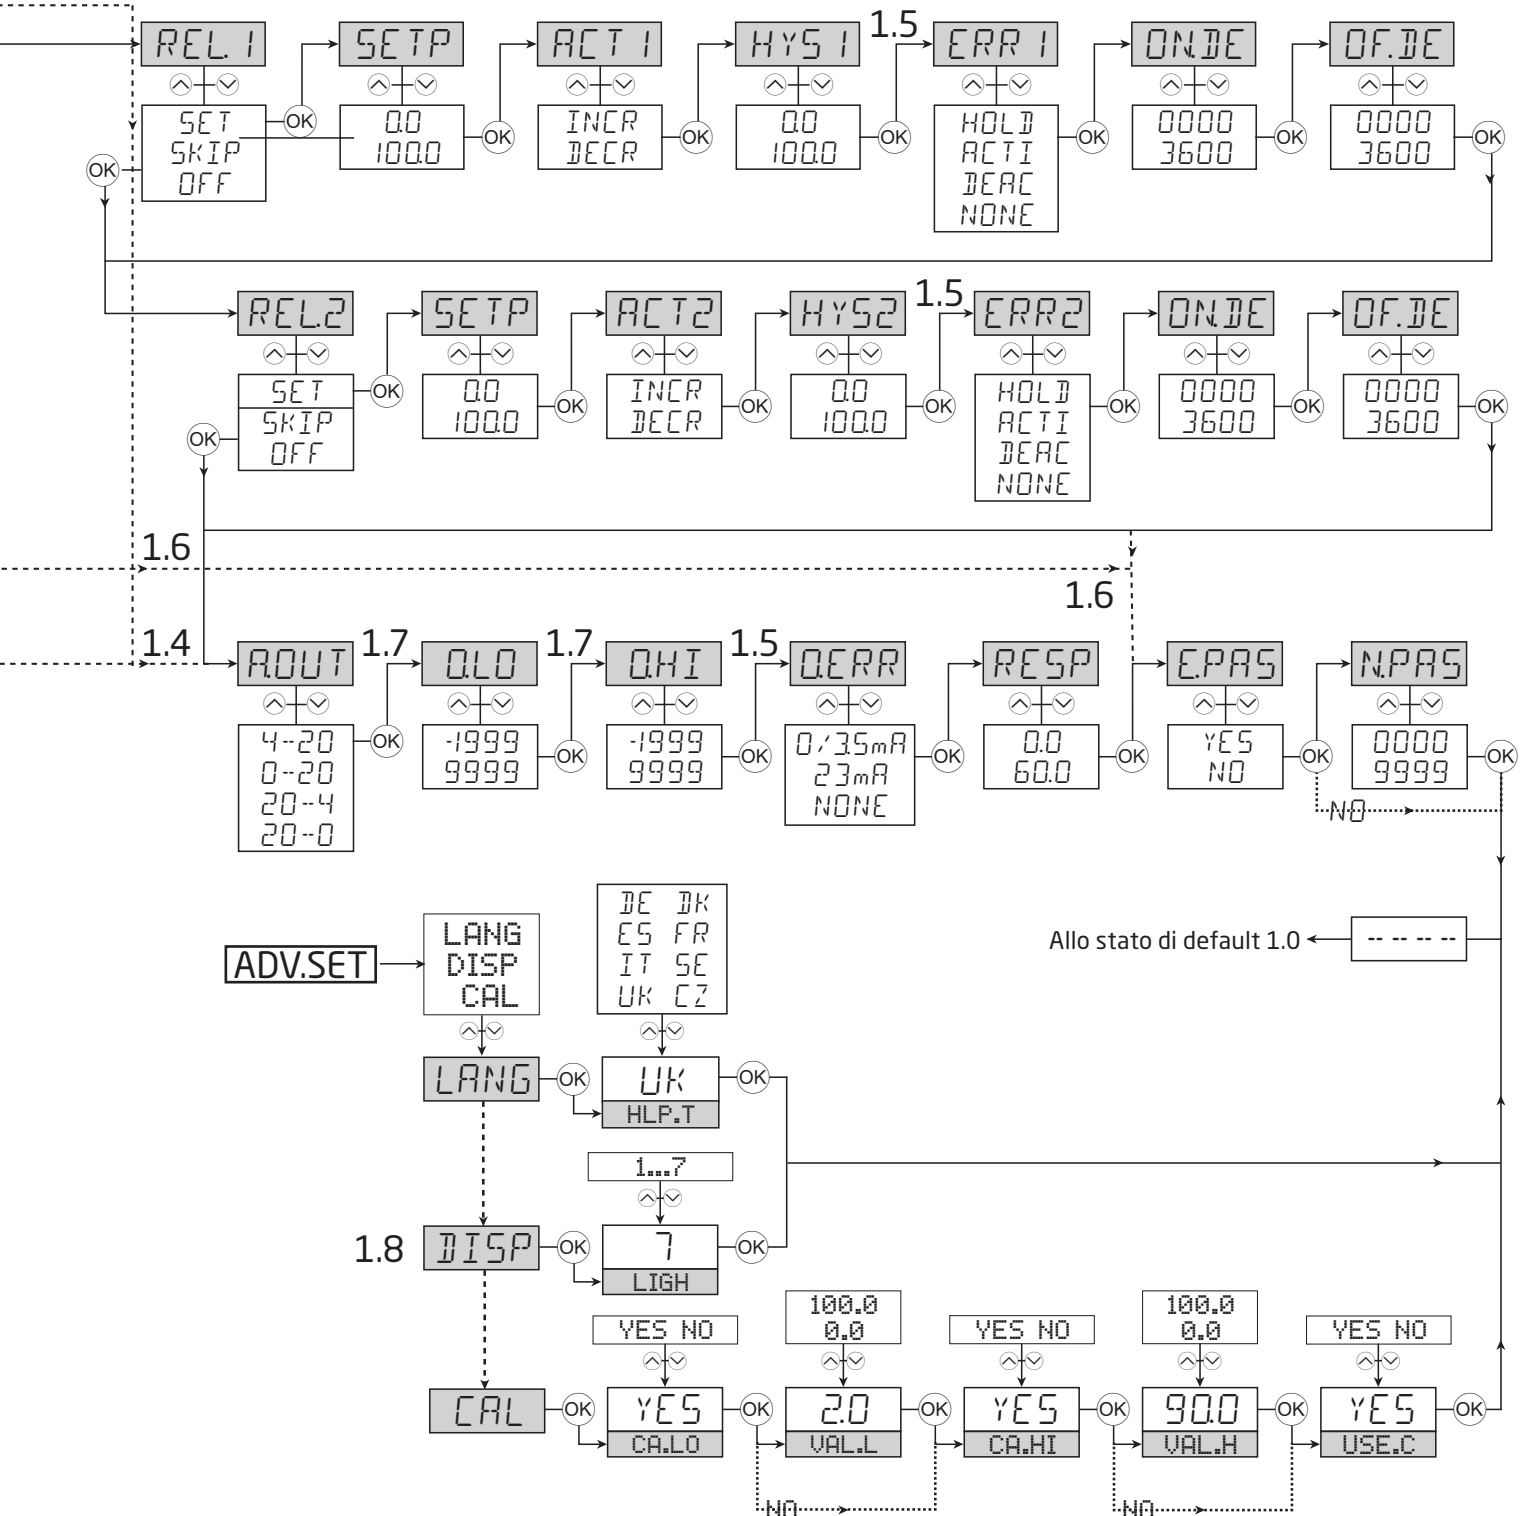 1.5
REL.1 SETP ACT1 HYS1 ERR1 ON.DE OF.DE
SET
SKIP
OFF
OK
OK
0.0
100.0
OK
INCR
DECR
OK
0.0
100.0
OK
HOLD
ACTI
DEAC
NONE
OK
0000
3600
OK
0000
3600
OK
1.5
REL.2 SETP ACT2 HYS2 ERR2 ON.DE OF.DE
SET
SKIP
OFF
OK
OK
0.0
100.0
OK
INCR
DECR
OK
0.0
100.0
OK
HOLD
ACTI
DEAC
NONE
OK
0000
3600
OK
0000
3600
OK
1.6
1.6
1.4 1.7 1.7 1.5
A.OUT O.LO O.HI O.ERR RESP E.PAS N.PAS
4--20
0--20
20--4
20--0
OK
-1999
9999
OK
-1999
9999
OK
0/3.5mA
23mA
NONE
OK
0.0
60.0
OK
YES
NO
OK
0000
9999
OK
NO
Allo stato di default 1.0
-- -- -- --
ADV.SET
LANG
DISP
CAL
DE DK
ES FR
IT SE
UK CZ
LANG
OK
UK
HLP.T
OK
1...7
1.8
DISP
OK
7
LIGH
OK
YES NO
100.0
0.0
YES NO
100.0
0.0
YES NO
CAL
OK
YES
CA.LO
OK
2.0
VAL.L
OK
YES
CA.HI
OK
90.0
VAL.H
OK
YES
USE.C
OK
NO
NO